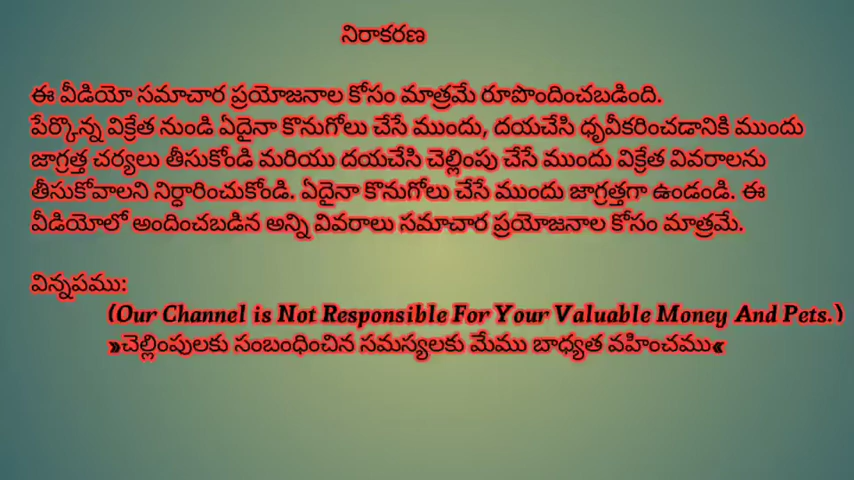 నిరాకరణ
ఈ వీడియో సమాచార ప్రయోజనాల కోసం మాత్రమే రూపొందించబడింది.
పేర్కొన్న విక్రేత నుండి ఏదైనా కొనుగోలు చేసే ముందు, దయచేసి ధృవీకరించడానికి ముందు
జాగ్రత్త చర్యలు తీసుకోండి మరియు దయచేసి చెల్లింపు చేసే ముందు విక్రేత వివరాలను
తీసుకోవాలని నిర్ధారించుకోండి. ఏదైనా కొనుగోలు చేసే ముందు జాగ్రత్తగా ఉండండి. ఈ
వీడియోలో అందించబడిన అన్ని వివరాలు సమాచార ప్రయోజనాల కోసం మాత్రమే.
విన్నపము:
(Our Channel is Not Responsible For Your Valuable Money And Pets.)
»చెల్లింపులకు సంబంధించిన సమస్యలకు మేము బాధ్యత వహించము«